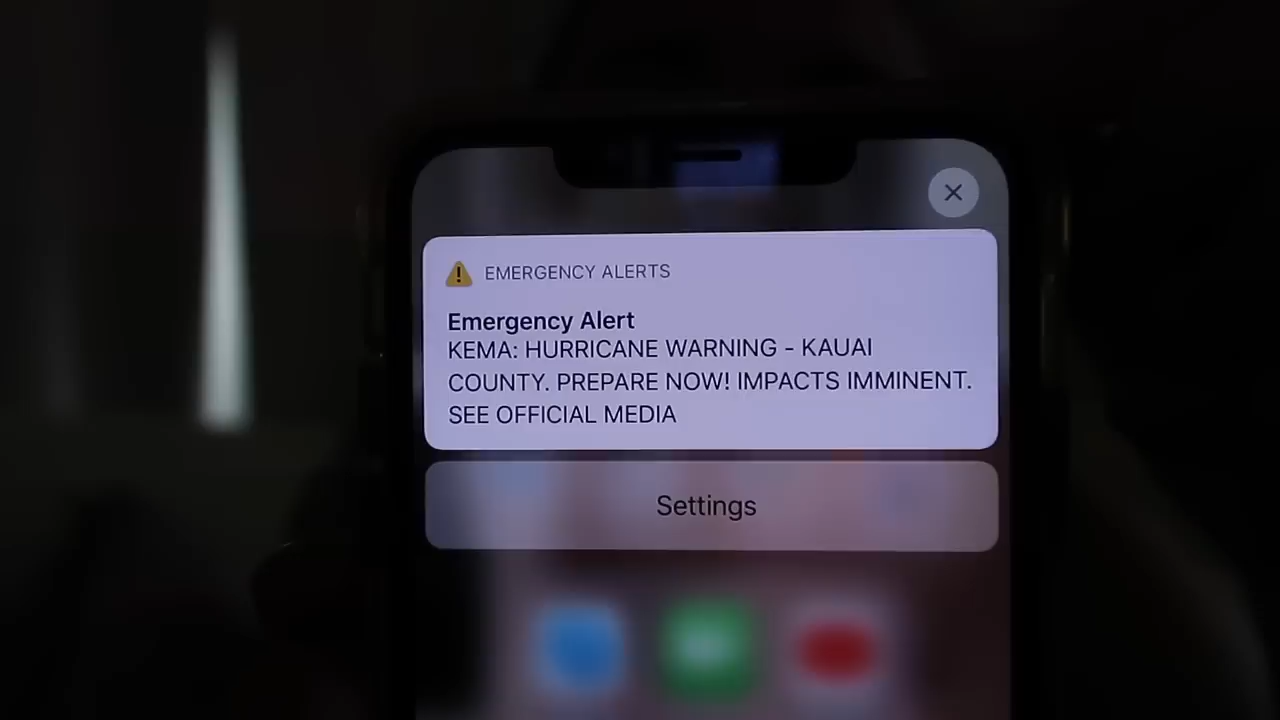 EMERGENCY ALERTS
Emergency Alert
KEMA: HURRICANE WARNING - KAUAI
COUNTY. PREPARE NOW! IMPACTS IMMINENT.
SEE OFFICIAL MEDIA
Settings